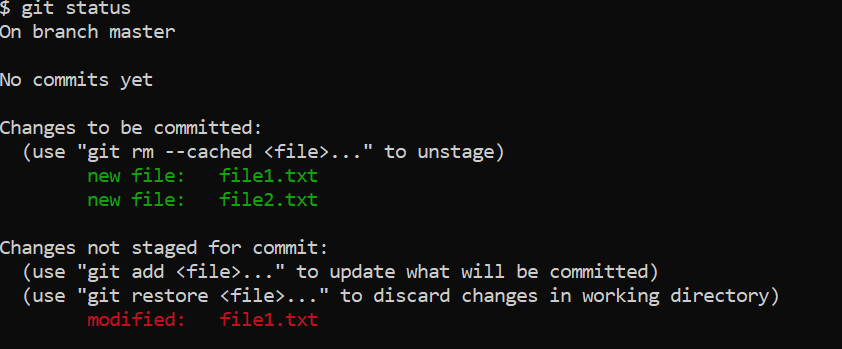 $ git status
On branch master
No commits yet
Changes to be committed:
(use "git rm --cached <file>..." to unstage)
new file: file1.txt
new file: file2.txt
Changes not staged for commit:
(use "git add <file>..." to update what will be committed)
(use "git restore <file>..." to discard changes in working directory)
modified: file1.txt